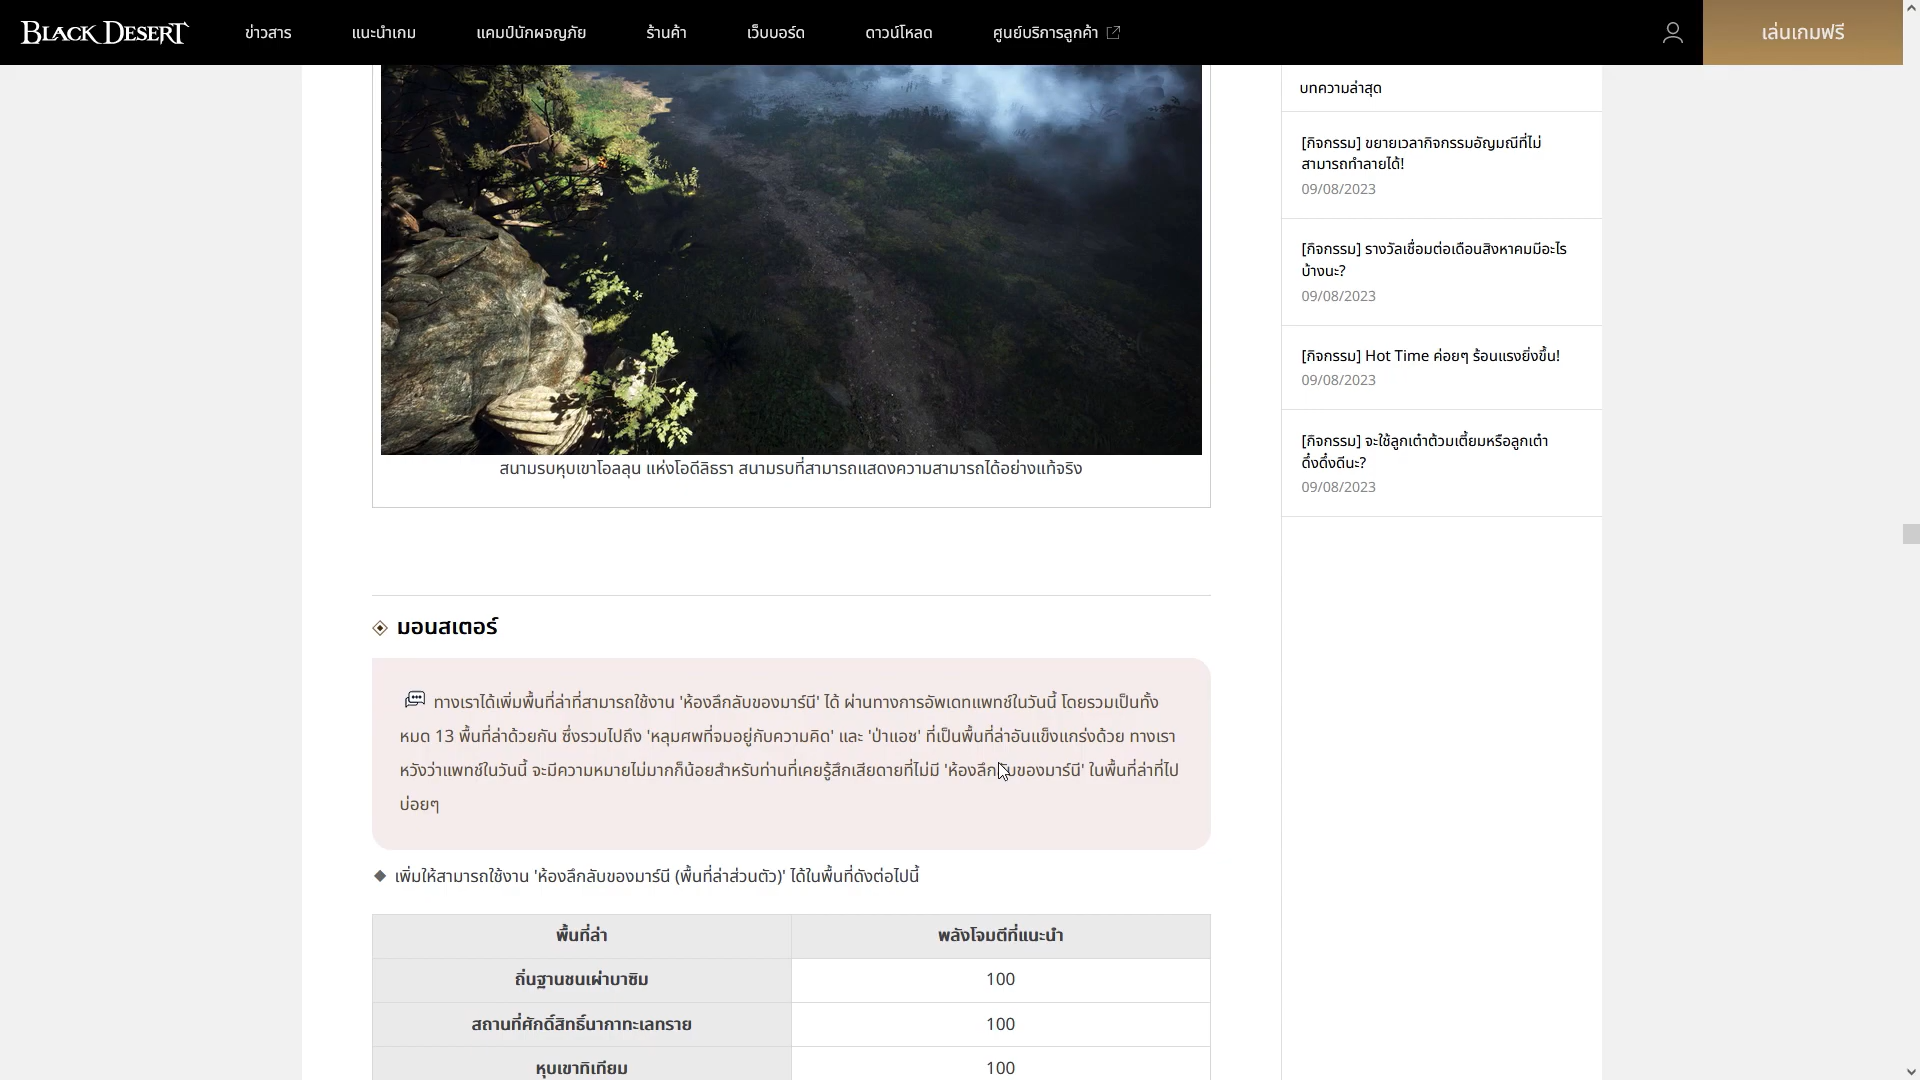 BLACK DESERT
ข่าวสาร
แนะนำเกม
แคมป์นักผจญภัย
ร้านค้า
เว็บบอร์ด
ดาวน์โหลด
ศูนย์บริการลูกค้า
เล่นเกมฟรี
สนามรบหุบเขาโอลลุน แห่งโอดีลิธรา สนามรบที่สามารถแสดงความสามารถได้อย่างแท้จริง
มอนสเตอร์
ทางเราได้เพิ่มพื้นที่ล่าที่สามารถใช้งาน 'ห้องลึกลับของมาร์นี' ได้ ผ่านทางการอัพเดทแพทช์ในวันนี้ โดยรวมเป็นทั้ง
หมด 13 พื้นที่ล่าด้วยกัน ซึ่งรวมไปถึง 'หลุมศพที่จมอยู่กับความคิด' และ 'ป่าแอช' ที่เป็นพื้นที่ล่าอันแข็งแกร่งด้วย ทางเรา
หวังว่าแพทช์ในวันนี้ จะมีความหมายไม่มากก็น้อยสำหรับท่านที่เคยรู้สึกเสียดายที่ไม่มี 'ห้องลึกลับของมาร์นี' ในพื้นที่ล่าที่ไป
บ่อยๆ
เพิ่มให้สามารถใช้งาน 'ห้องลึกลับของมาร์นี (พื้นที่ล่าส่วนตัว)' ได้ในพื้นที่ดังต่อไปนี้
พื้นที่ล่า พลังโจมตีที่แนะนำ
ถิ่นฐานชนเผ่าบาซิม 100
สถานที่ศักดิ์สิทธิ์นากาทะเลทราย 100
หุบเขาทิเทียม 100
บทความล่าสุด
[กิจกรรม] ขยายเวลากิจกรรมอัญมณีที่ไม่
สามารถทำลายได้!
09/08/2023
[กิจกรรม] รางวัลเชื่อมต่อเดือนสิงหาคมมีอะไร
บ้างนะ?
09/08/2023
[กิจกรรม] Hot Time ค่อยๆ ร้อนแรงยิ่งขึ้น!
09/08/2023
[กิจกรรม] จะใช้ลูกเต๋าต้วมเตี้ยมหรือลูกเต๋า
ดึ๋งดึ๋งดีนะ?
09/08/2023